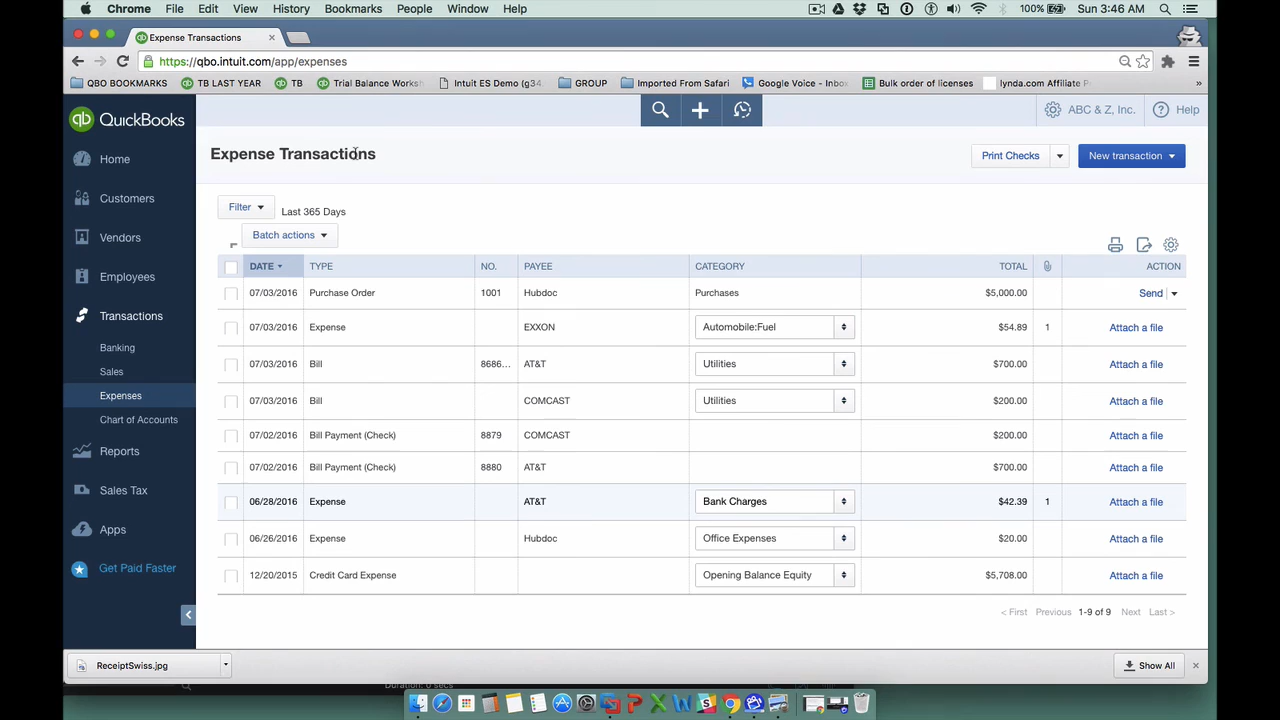 Chrome File Edit View History Bookmarks People Window Help 100% Sun 3:46 AM
Expense Transactions
https://qbo.intuit.com/app/expenses
QBO BOOKMARKS TB LAST YEAR TB Trial Balance Works Intuit ES Demo (g34. GROUP Imported From Safari Google Voice - Inbo Bulk order of licenses lynda.com Affiliate P »
qb QuickBooks
ABC & Z, Inc. Help
Home
Customers
Vendors
Employees
Transactions
Banking
Sales
Expenses
Chart of Accounts
Reports
Sales Tax
Apps
Get Paid Faster
Expense Transactions
Print Checks New transaction
Filter Last 365 Days
Batch actions
DATE TYPE NO. PAYEE CATEGORY TOTAL ACTION
07/03/2016 Purchase Order 1001 Hubdoc Purchases $5,000.00 Send
07/03/2016 Expense EXXON Automobile:Fuel $54.89 1 Attach a file
07/03/2016 Bill 8686... AT&T Utilities $700.00 Attach a file
07/03/2016 Bill COMCAST Utilities $200.00 Attach a file
07/02/2016 Bill Payment (Check) 8879 COMCAST $200.00 Attach a file
07/02/2016 Bill Payment (Check) 8880 AT&T $700.00 Attach a file
06/28/2016 Expense AT&T Bank Charges $42.39 1 Attach a file
06/26/2016 Expense Hubdoc Office Expenses $20.00 Attach a file
12/20/2015 Credit Card Expense Opening Balance Equity $5,708.00 Attach a file
< First Previous 1-9 of 9 Next Last >
ReceiptSwiss.jpg Show All
Duration: 0 secs